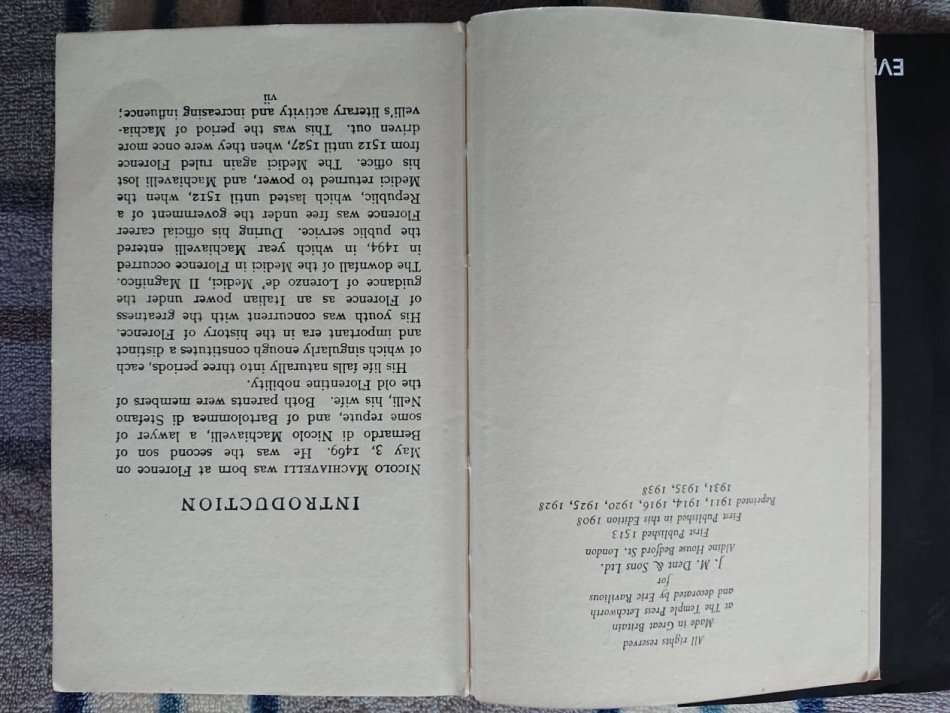 All rights reserved
Made in Great Britain
at The Temple Press Letchworth
and decorated by Eric Ravilious
for
J. M. Dent & Sons Ltd.
Aldine House Bedford St. London
First Published 1513
First Published in this Edition 1908
Reprinted 1911, 1914, 1916, 1920, 1925, 1928
1931, 1935, 1938
INTRODUCTION
NICOLO MACHIAVELLI was born at Florence on
May 3, 1469. He was the second son of
Bernardo di Nicolo Machiavelli, a lawyer of
some repute, and of Bartolommea di Stefano
Nelli, his wife. Both parents were members of
the old Florentine nobility.
His life falls naturally into three periods, each
of which singularly enough constitutes a distinct
and important era in the history of Florence.
His youth was concurrent with the greatness
of Florence as an Italian power under the
guidance of Lorenzo de' Medici, Il Magnifico.
The downfall of the Medici in Florence occurred
in 1494, in which year Machiavelli entered
the public service. During his official career
Florence was free under the government of a
Republic, which lasted until 1512, when the
Medici returned to power, and Machiavelli lost
his office. The Medici again ruled Florence
from 1512 until 1527, when they were once more
driven out. This was the period of Machia-
velli's literary activity and increasing influence;
vii